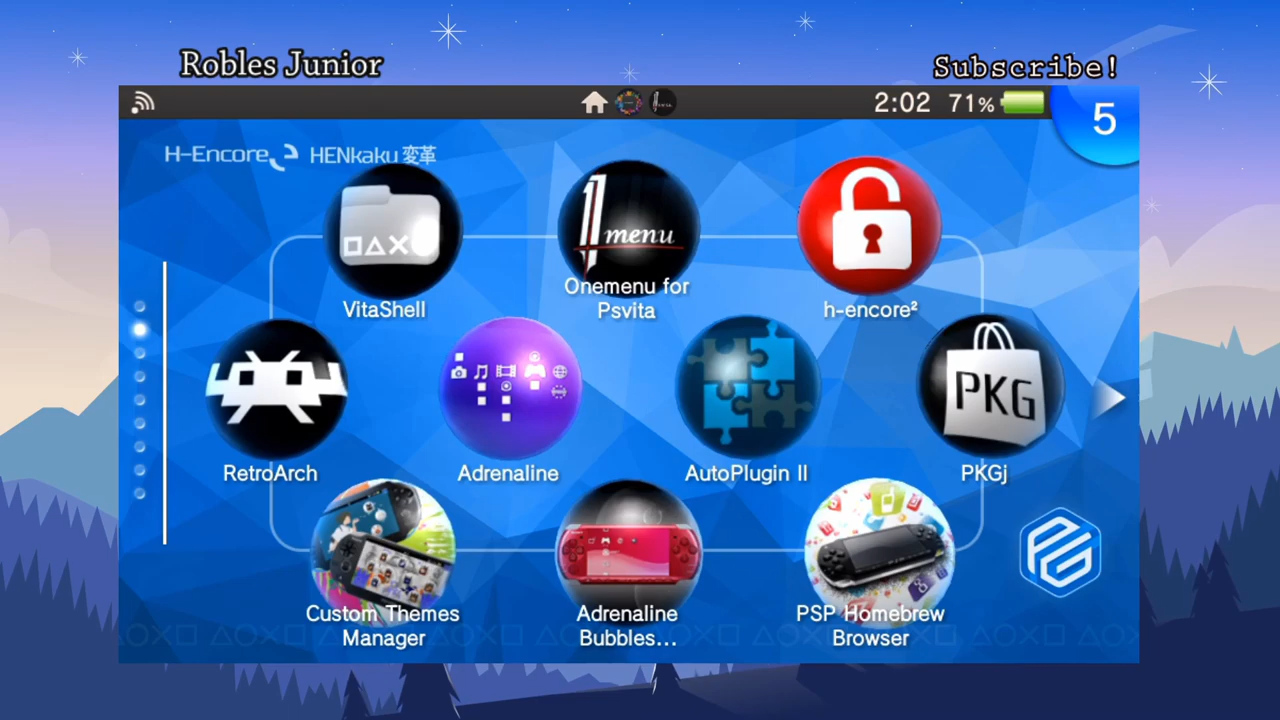 Robles Junior
Subscribe!
2:02 71%
5
H-Encore HENkaku 変革
menu
VitaShell
Onemenu for
Psvita
h-encore²
PKG
RetroArch
Adrenaline
AutoPlugin II
PKGj
Custom Themes
Manager
Adrenaline
Bubbles...
PSP Homebrew
Browser